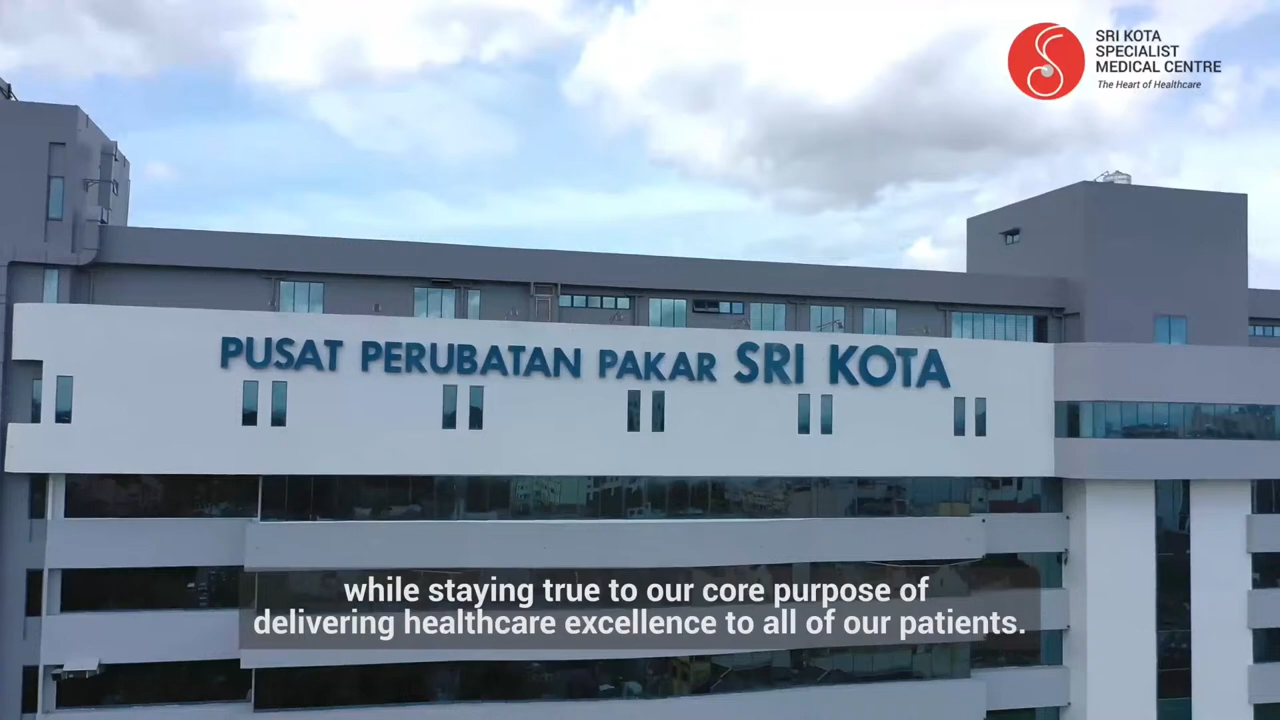 SRI KOTA
SPECIALIST
MEDICAL CENTRE
The Heart of Healthcare
PUSAT PERUBATAN PAKAR SRI KOTA
while staying true to our core purpose of
delivering healthcare excellence to all of our patients.